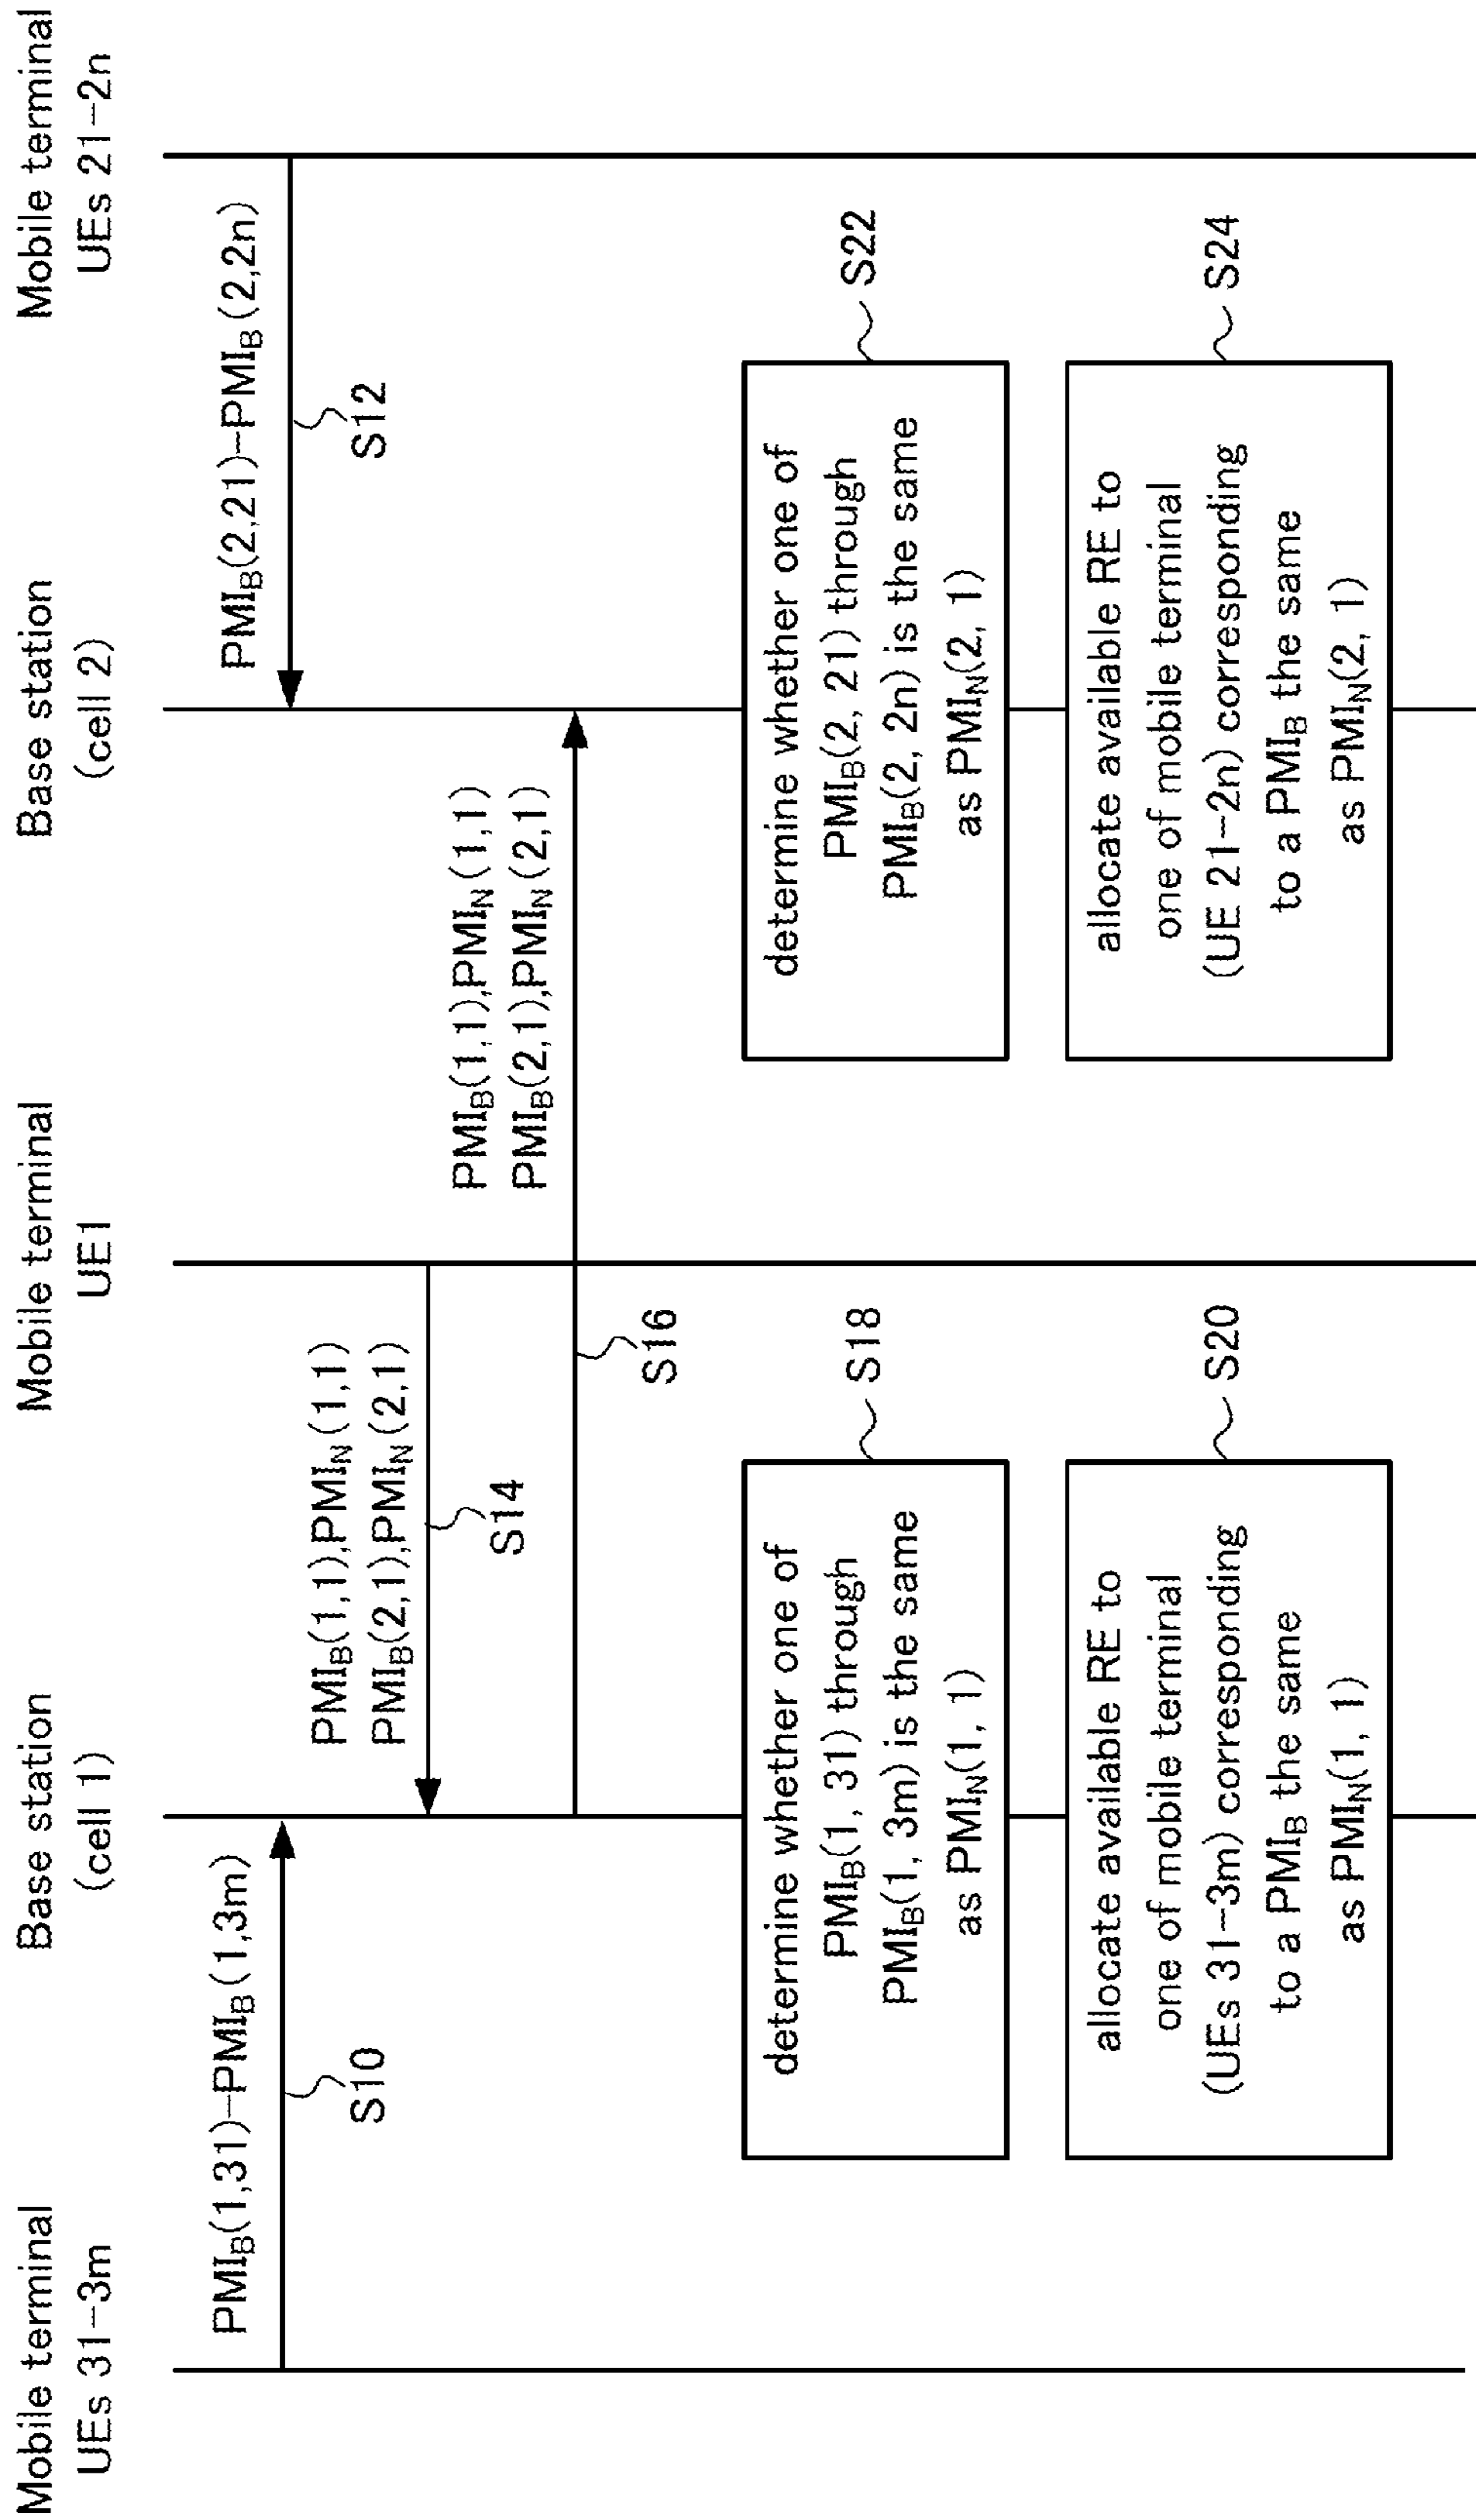 Mobile terminal
UEs 31-3m
Base station
(cell 1)
Mobile terminal
UE1
Base station
(cell 2)
Mobile terminal
UEs 21-2n
PMI_B(1,31)-PMI_B(1,3m)
S10
PMI_B(2,21)-PMI_B(2,2n)
S12
PMI_B(1,1),PMI_N(1,1)
PMI_B(2,1),PMI_N(2,1)
S14
PMI_B(1,1),PMI_N(1,1)
PMI_B(2,1),PMI_N(2,1)
S16
determine whether one of
PMI_B(1, 31) through
PMI_B(1, 3m) is the same
as PMI_N(1, 1)
S18
determine whether one of
PMI_B(2, 21) through
PMI_B(2, 2n) is the same
as PMI_N(2, 1)
S22
allocate available RE to
one of mobile terminal
(UEs 31-3m) corresponding
to a PMI_B the same
as PMI_N(1, 1)
S20
allocate available RE to
one of mobile terminal
(UE 21-2n) corresponding
to a PMI_B the same
as PMI_N(2, 1)
S24